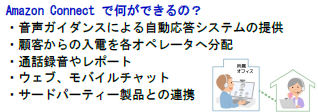 Amazon Connect で何ができるの？
・音声ガイダンスによる自動応答システムの提供
・顧客からの入電を各オペレータへ分配
・通話録音やレポート
・ウェブ、モバイルチャット
・サードパーティー製品との連携
オフィス